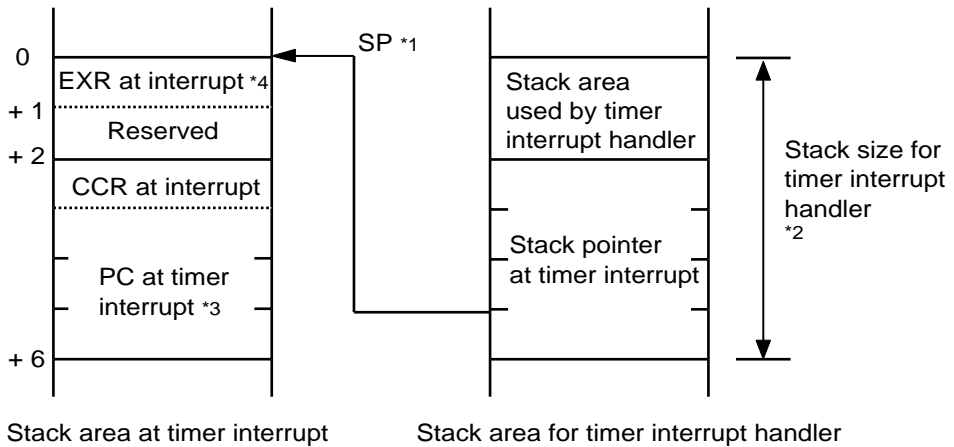 SP *1
0
EXR at interrupt *4
+ 1
Reserved
+ 2
CCR at interrupt
PC at timer
interrupt *3
+ 6
Stack area
used by timer
interrupt handler
Stack pointer
at timer interrupt
Stack size for
timer interrupt
handler
*2
Stack area at timer interrupt
Stack area for timer interrupt handler